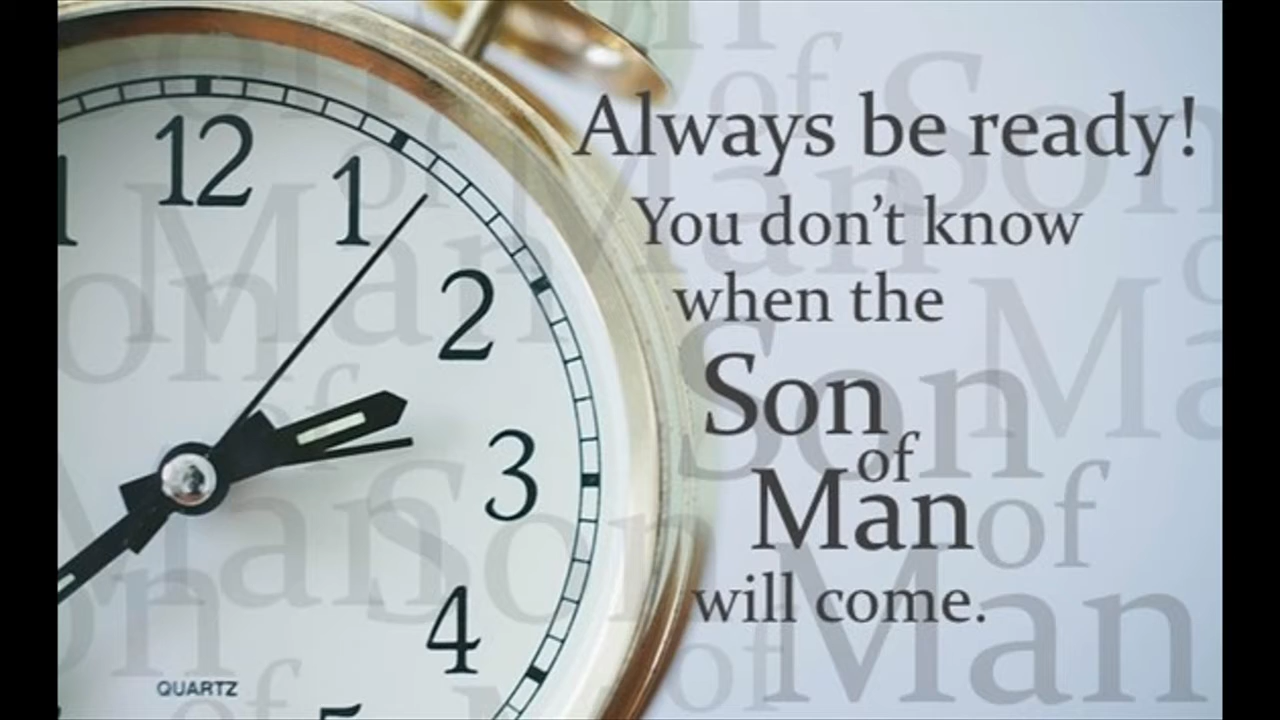 Always be ready!
You don't know
when the
Son
of
Man
will come.
12
1
2
3
4
QUARTZ